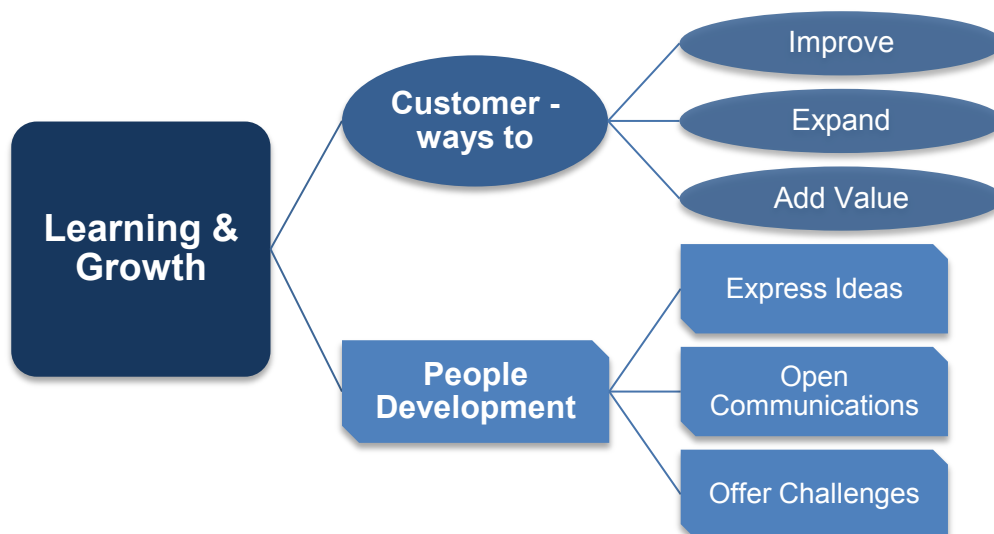 Learning &
Growth
Customer -
ways to
Improve
Expand
Add Value
People
Development
Express Ideas
Open
Communications
Offer Challenges